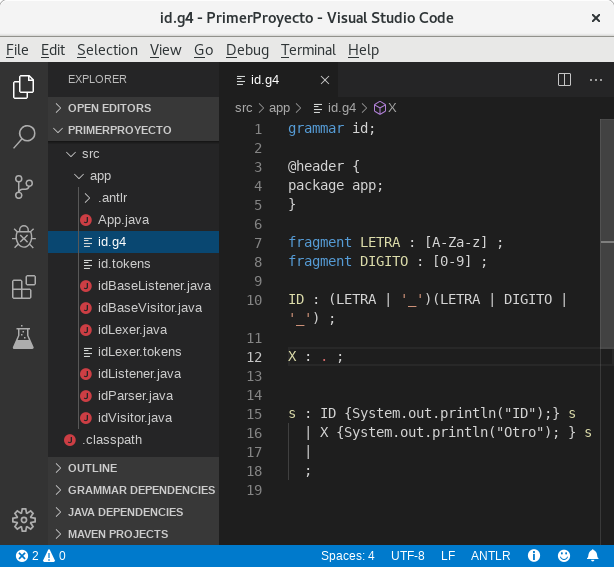 id.g4 - PrimerProyecto - Visual Studio Code
File Edit Selection View Go Debug Terminal Help
EXPLORER
OPEN EDITORS
PRIMERPROYECTO
src
app
.antlr
App.java
id.g4
id.tokens
idBaseListener.java
idBaseVisitor.java
idLexer.java
idLexer.tokens
idListener.java
idParser.java
idVisitor.java
.classpath
OUTLINE
GRAMMAR DEPENDENCIES
JAVA DEPENDENCIES
MAVEN PROJECTS
id.g4
src > app > id.g4 > X
1 grammar id;
2
3 @header {
4 package app;
5 }
6
7 fragment LETRA : [A-Za-z] ;
8 fragment DIGITO : [0-9] ;
9
10 ID : (LETRA | '_')(LETRA | DIGITO |
'_') ;
11
12 X : . ;
13
14
15 s : ID {System.out.println("ID");} s
16 | X {System.out.println("Otro"); } s
17 |
18 ;
19
2 0 Spaces: 4 UTF-8 LF ANTLR